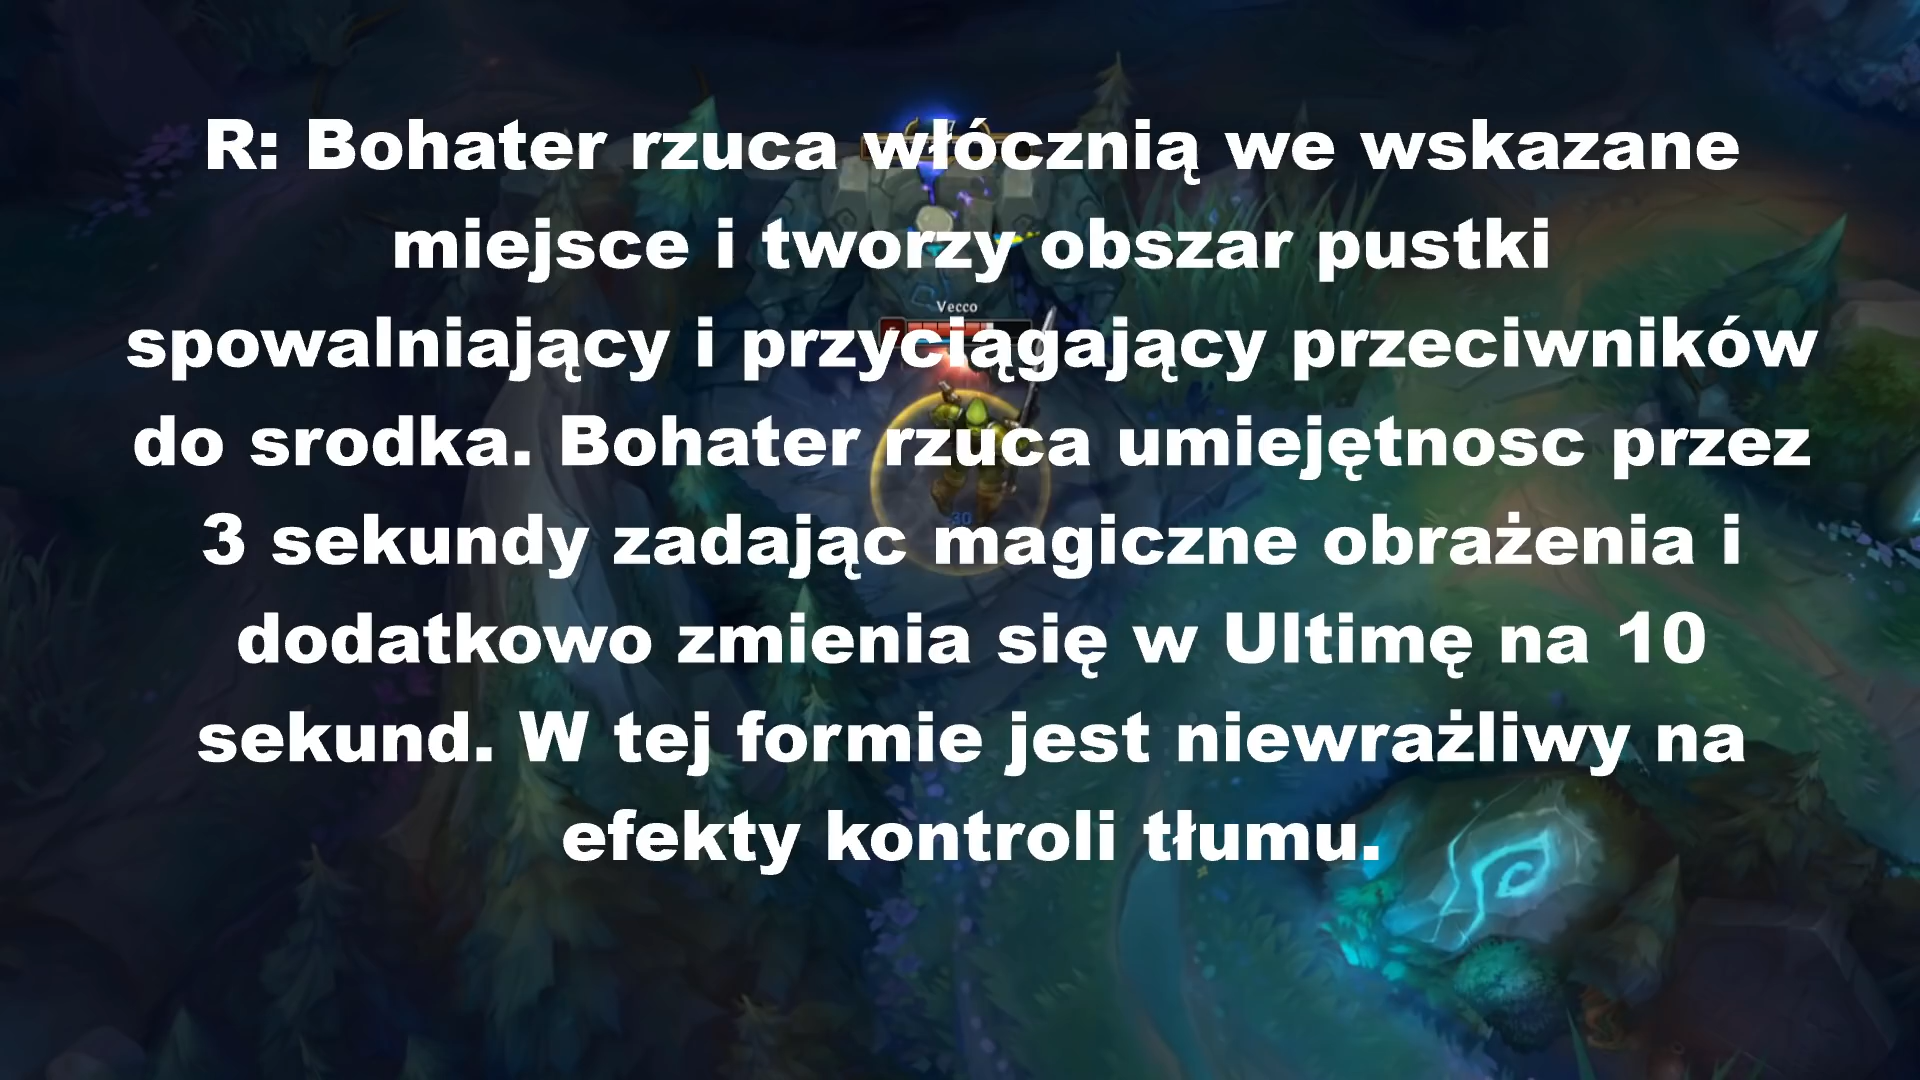 R: Bohater rzuca włócznią we wskazane
miejsce i tworzy obszar pustki
Vecco
spowalniający i przyciągający przeciwników
do srodka. Bohater rzuca umiejętnosc przez
30
3 sekundy zadając magiczne obrażenia i
dodatkowo zmienia się w Ultimę na 10
sekund. W tej formie jest niewrażliwy na
efekty kontroli tłumu.